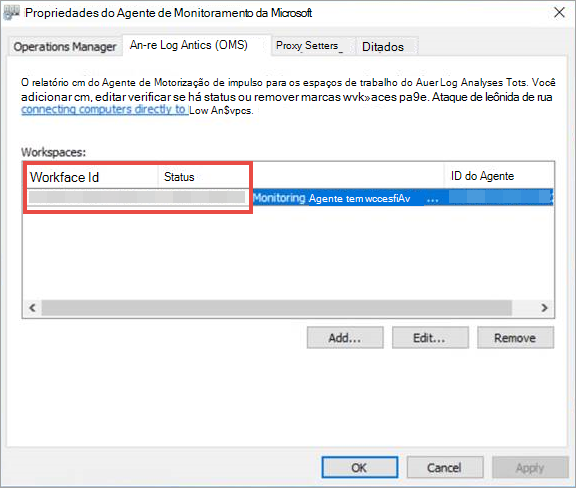 Propriedades do Agente de Monitoramento da Microsoft
Operations Manager An-re Log Antics (OMS) Proxy Setters_ Ditados
O relatório cm do Agente de Motorização de impulso para os espaços de trabalho do Auer Log Analyses Tots. Você
adicionar cm, editar verificar se há status ou remover marcas wvk»aces pa9e. Ataque de leônida de rua
connecting computers directly to Low An$vpcs.
Workspaces:
Workface Id Status ID do Agente
Monitoring Agente tem wccesfiAv ...
Add... Edit... Remove
OK Cancel Apply